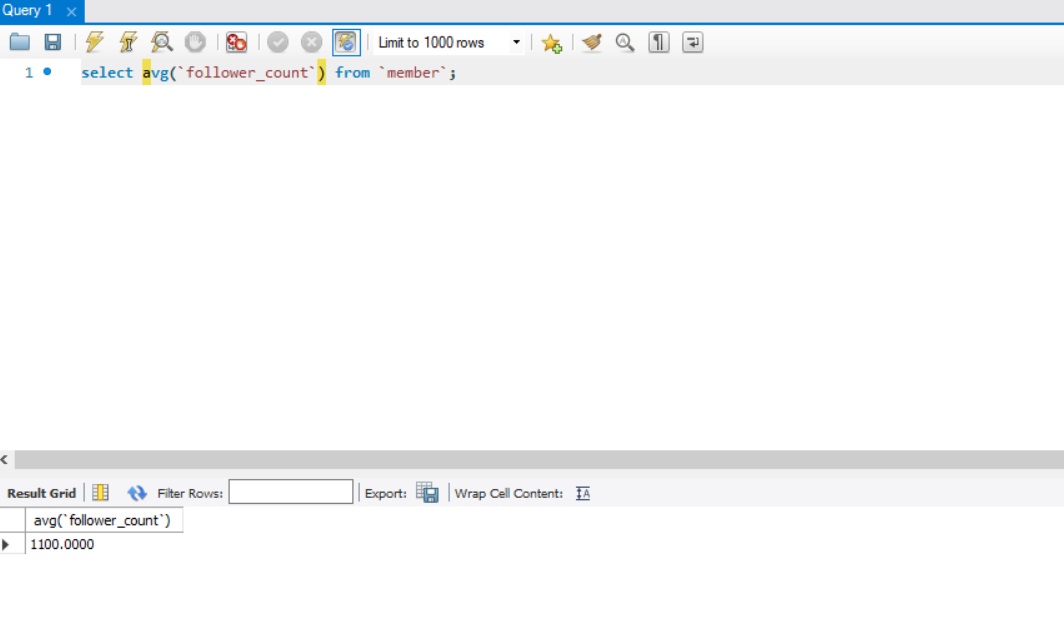 Query 1
Limit to 1000 rows
1 select avg(`follower_count`) from `member`;
Result Grid Filter Rows: Export: Wrap Cell Content: IA
avg(`follower_count`)
1100.0000